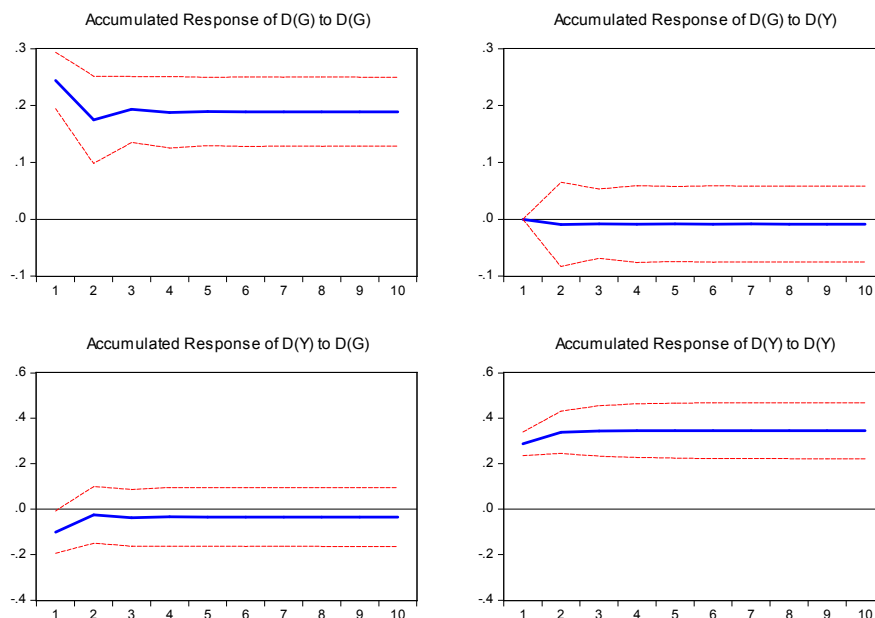 Accumulated Response of D(G) to D(G)
.3
.2
.1
.0
-.1
1 2 3 4 5 6 7 8 9 10
Accumulated Response of D(G) to D(Y)
.3
.2
.1
.0
-.1
1 2 3 4 5 6 7 8 9 10
Accumulated Response of D(Y) to D(G)
.6
.4
.2
.0
-.2
-.4
1 2 3 4 5 6 7 8 9 10
Accumulated Response of D(Y) to D(Y)
.6
.4
.2
.0
-.2
-.4
1 2 3 4 5 6 7 8 9 10